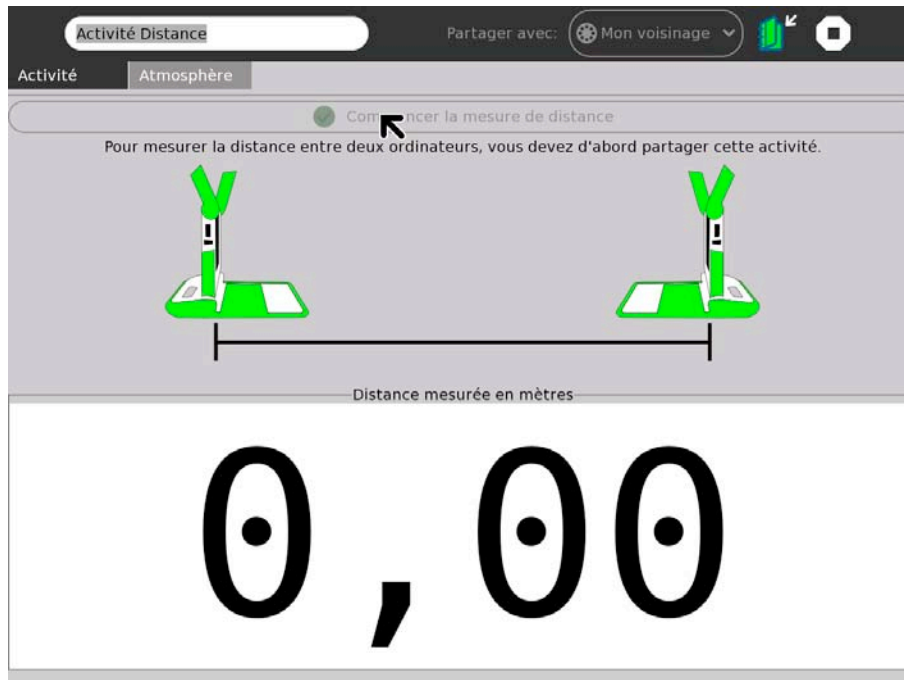 Activité Distance
Partager avec: Mon voisinage
Activité Atmosphère
Commencer la mesure de distance
Pour mesurer la distance entre deux ordinateurs, vous devez d'abord partager cette activité.
Distance mesurée en mètres
0,00